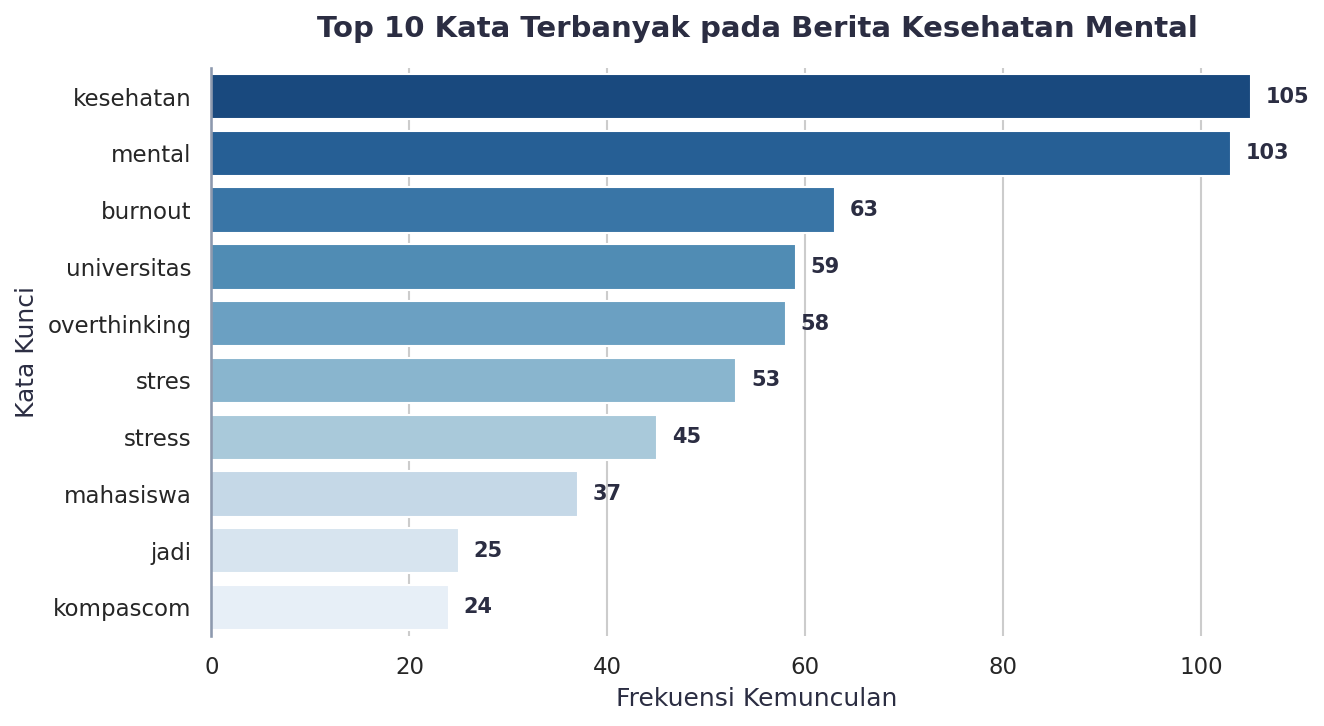 Top 10 Kata Terbanyak pada Berita Kesehatan Mental
Kata Kunci
kesehatan 105
mental 103
burnout 63
universitas 59
overthinking 58
stres 53
stress 45
mahasiswa 37
jadi 25
kompascom 24
0 20 40 60 80 100
Frekuensi Kemunculan